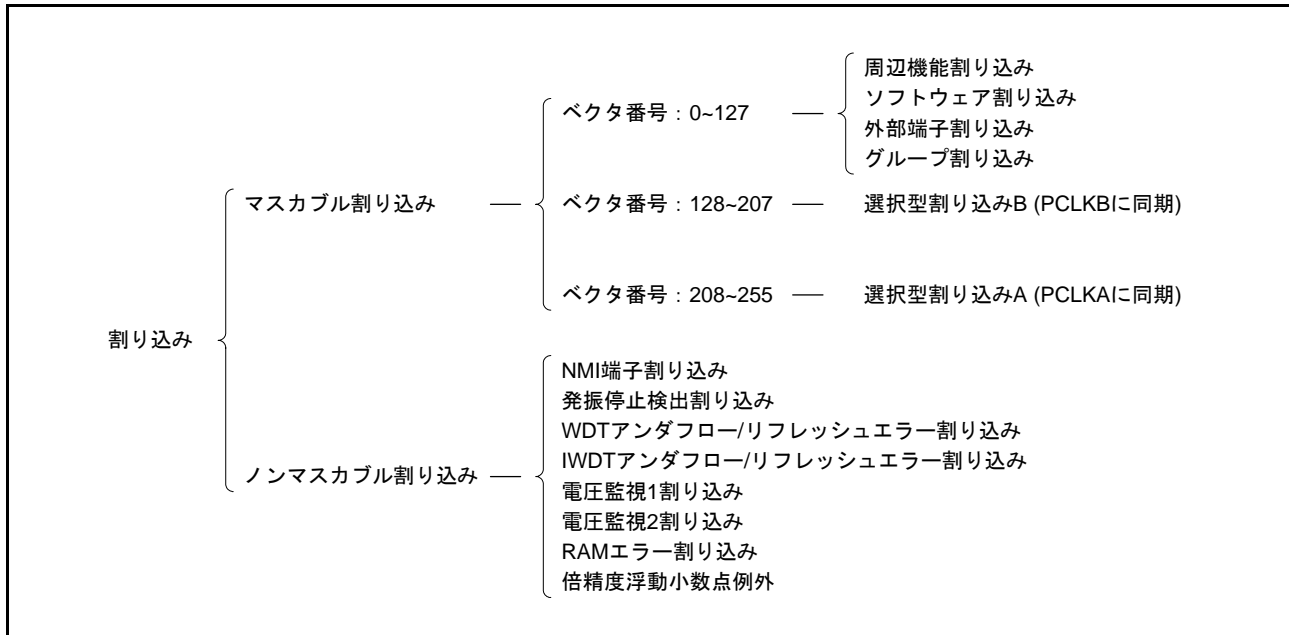 割り込み
マスカブル割り込み
ベクタ番号：0~127
周辺機能割り込み
ソフトウェア割り込み
外部端子割り込み
グループ割り込み
ベクタ番号：128~207
選択型割り込みB (PCLKBに同期)
ベクタ番号：208~255
選択型割り込みA (PCLKAに同期)
ノンマスカブル割り込み
NMI端子割り込み
発振停止検出割り込み
WDTアンダフロー/リフレッシュエラー割り込み
IWDTアンダフロー/リフレッシュエラー割り込み
電圧監視1割り込み
電圧監視2割り込み
RAMエラー割り込み
倍精度浮動小数点例外